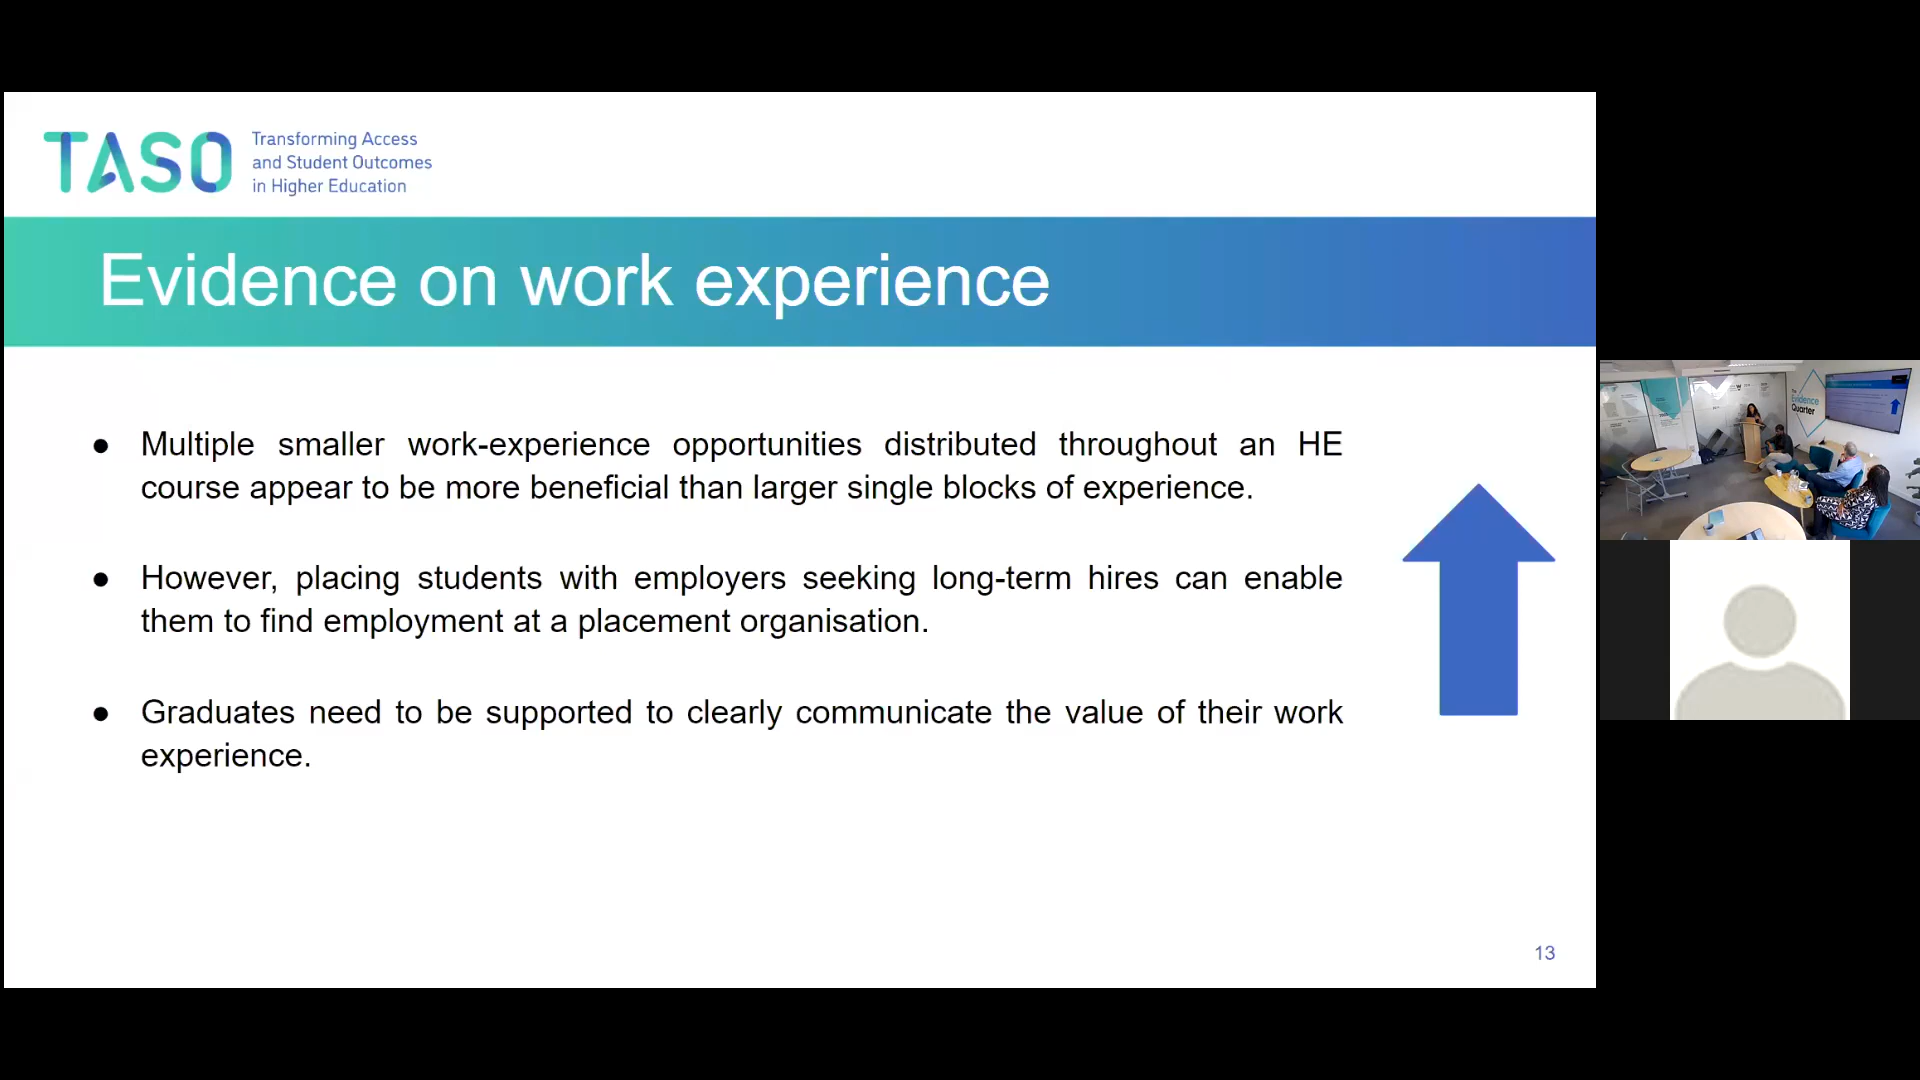 TASO
Transforming Access
and Student Outcomes
in Higher Education
Evidence on work experience
● Multiple smaller work-experience opportunities distributed throughout an HE
course appear to be more beneficial than larger single blocks of experience.
● However, placing students with employers seeking long-term hires can enable
them to find employment at a placement organisation.
● Graduates need to be supported to clearly communicate the value of their work
experience.
13
Evidence
Quarter